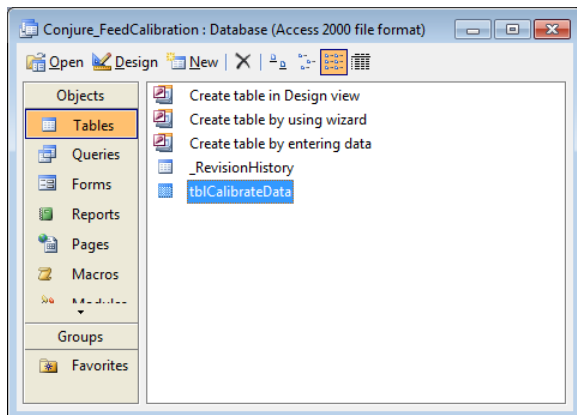 Conjure_FeedCalibration : Database (Access 2000 file format)
Open Design New
Objects
Tables
Queries
Forms
Reports
Pages
Macros
Modules
Groups
Favorites
Create table in Design view
Create table by using wizard
Create table by entering data
_RevisionHistory
tblCalibrateData